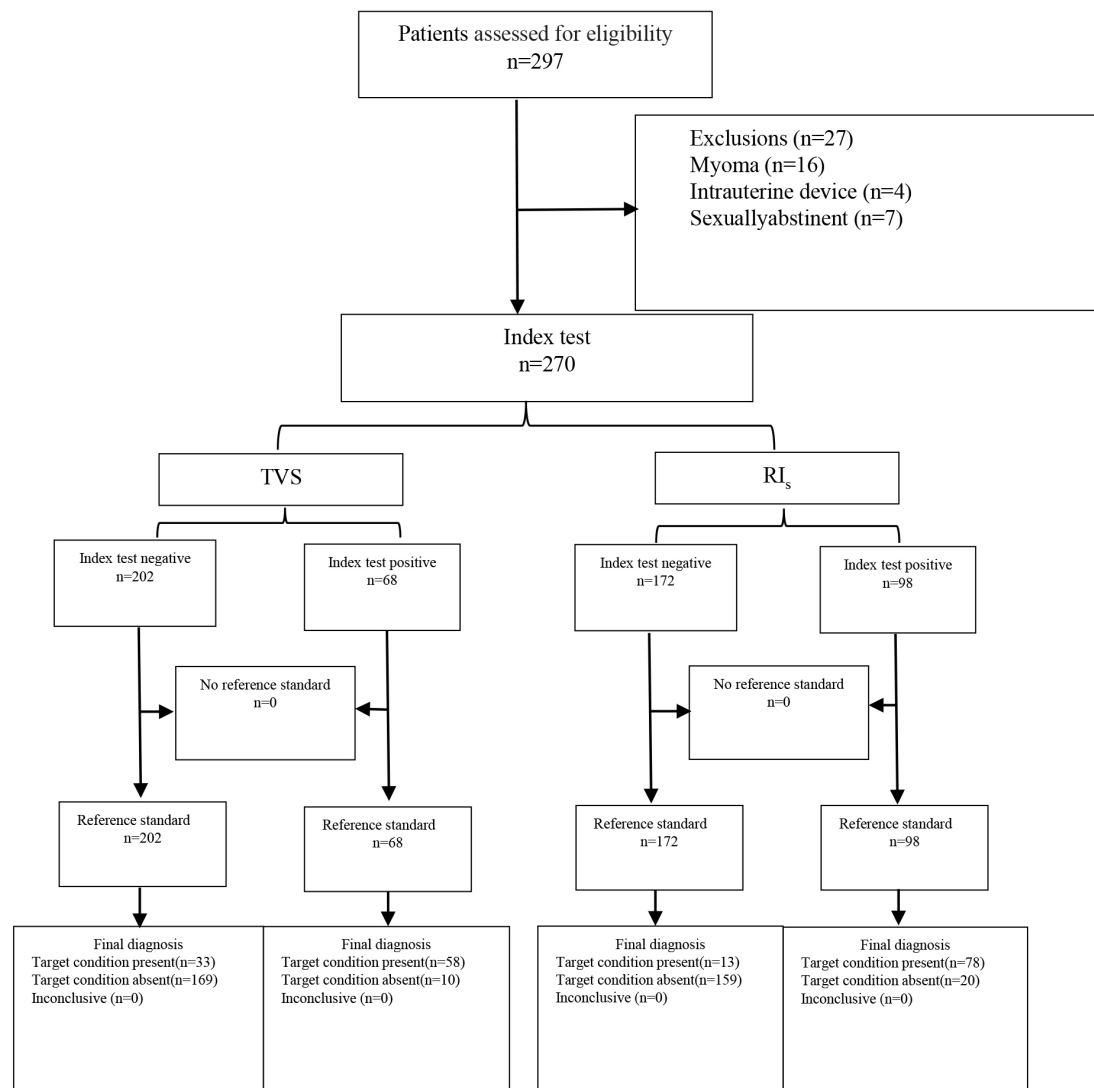 Patients assessed for eligibility
n=297
Exclusions (n=27)
Myoma (n=16)
Intrauterine device (n=4)
Sexuallyabstinent (n=7)
Index test
n=270
TVS
RIs
Index test negative
n=202
Index test positive
n=68
Index test negative
n=172
Index test positive
n=98
No reference standard
n=0
No reference standard
n=0
Reference standard
n=202
Reference standard
n=68
Reference standard
n=172
Reference standard
n=98
Final diagnosis
Target condition present(n=33)
Target condition absent(n=169)
Inconclusive (n=0)
Final diagnosis
Target condition present(n=58)
Target condition absent(n=10)
Inconclusive (n=0)
Final diagnosis
Target condition present(n=13)
Target condition absent(n=159)
Inconclusive (n=0)
Final diagnosis
Target condition present(n=78)
Target condition absent(n=20)
Inconclusive (n=0)